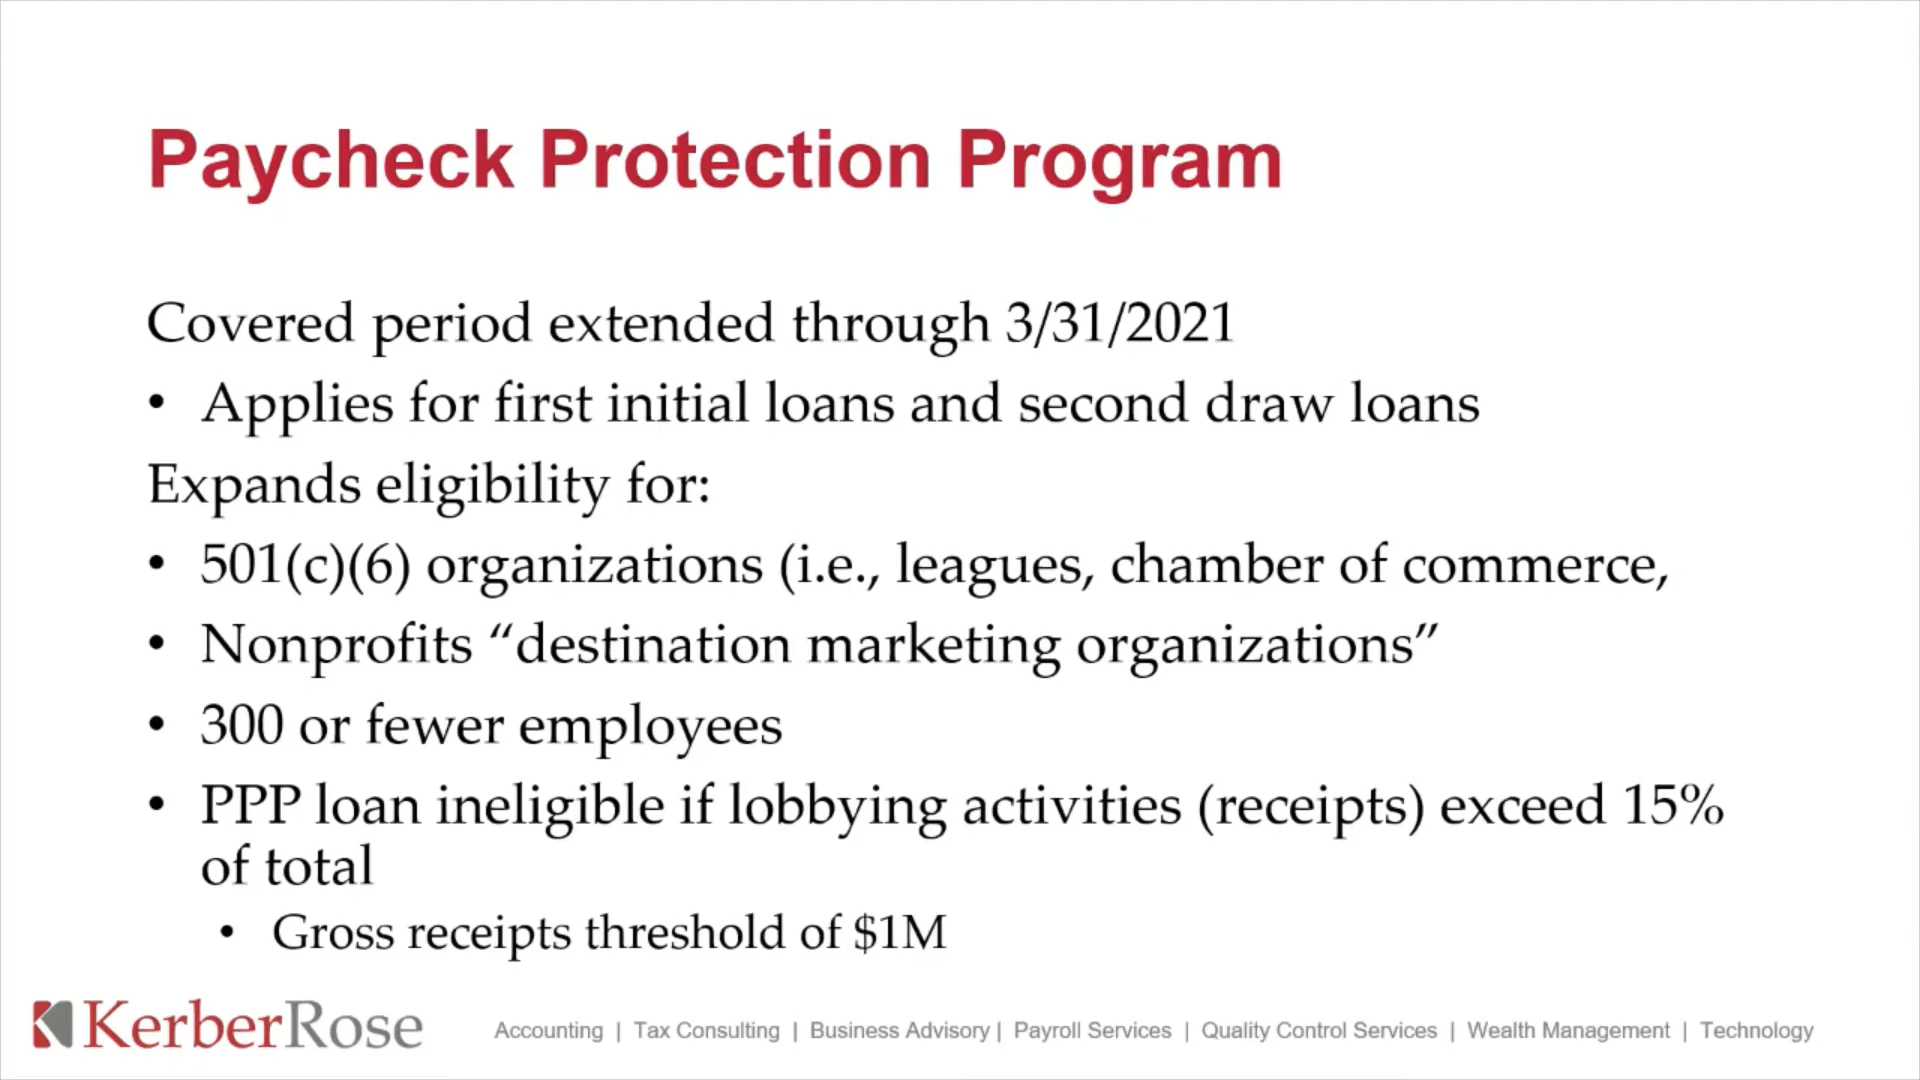 Paycheck Protection Program
Covered period extended through 3/31/2021
• Applies for first initial loans and second draw loans
Expands eligibility for:
• 501(c)(6) organizations (i.e., leagues, chamber of commerce,
• Nonprofits “destination marketing organizations”
• 300 or fewer employees
• PPP loan ineligible if lobbying activities (receipts) exceed 15%
of total
• Gross receipts threshold of $1M
KerberRose
Accounting | Tax Consulting | Business Advisory | Payroll Services | Quality Control Services | Wealth Management | Technology